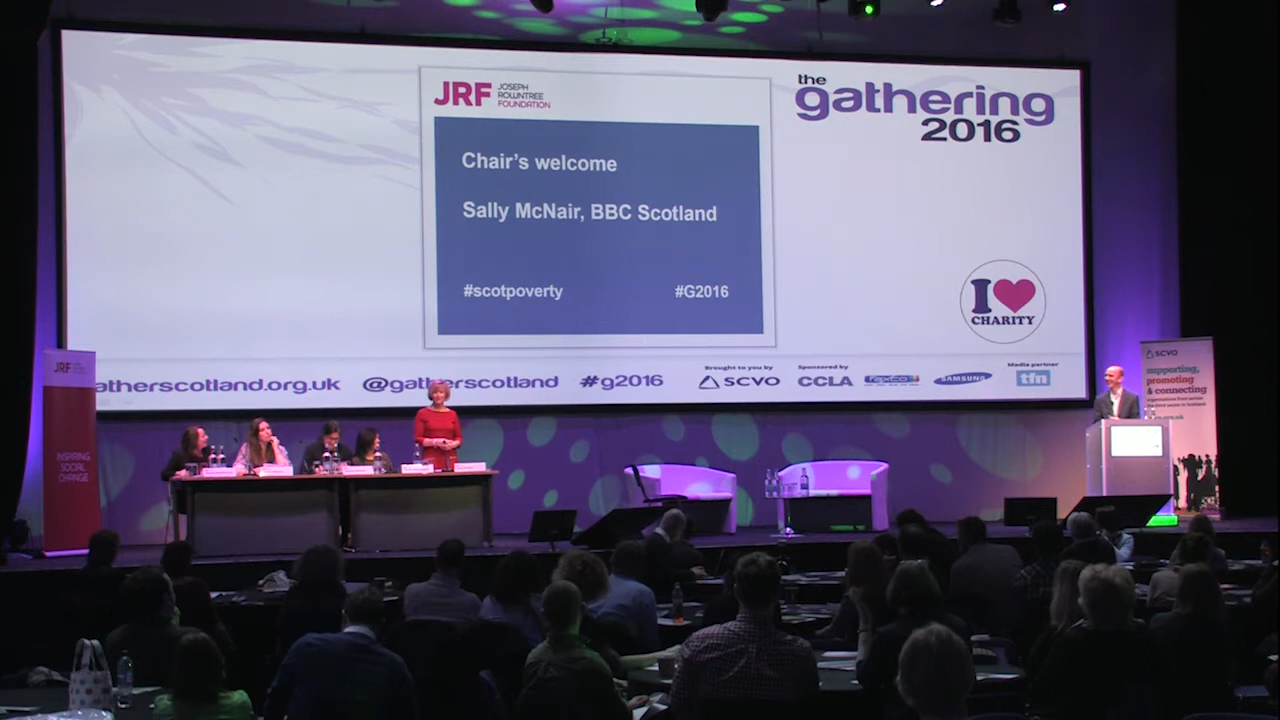 JRF JOSEPH
ROWNTREE
FOUNDATION
Chair's welcome
Sally McNair, BBC Scotland
#scotpoverty #G2016
the
gathering
2016
I
CHARITY
atherscotland.org.uk @gatherscotland #g2016
Brought to you by
SCVO
Sponsored by
CCLA
SAMSUNG
Media partner
tfn
JRF
INSPIRING
SOCIAL
CHANGE
SCVO
supporting,
promoting
& connecting